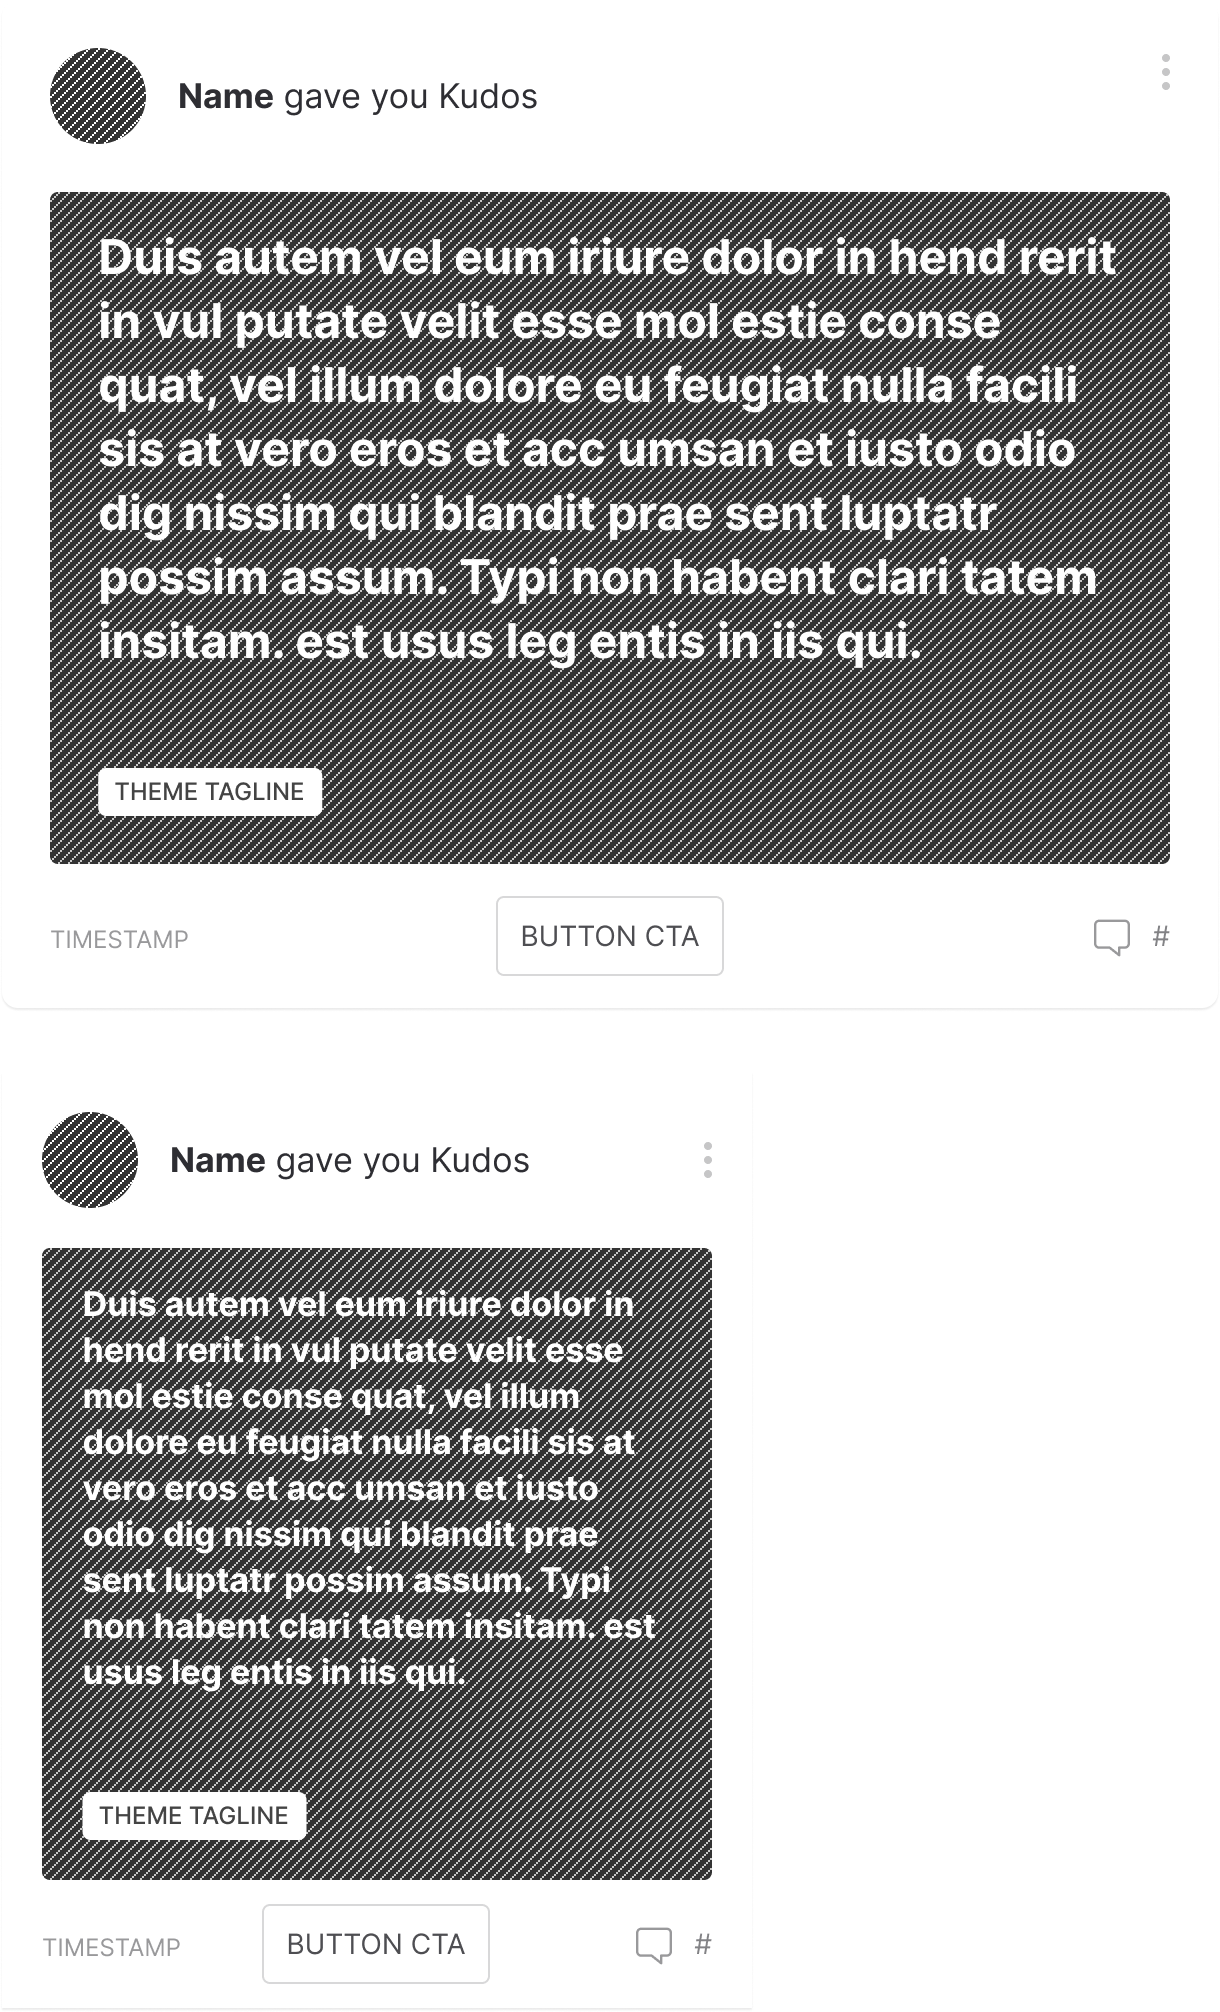 Name gave you Kudos
Duis autem vel eum iriure dolor in hend rerit
in vul putate velit esse mol estie conse
quat, vel illum dolore eu feugiat nulla facili
sis at vero eros et acc umsan et iusto odio
dig nissim qui blandit prae sent luptatr
possim assum. Typi non habent clari tatem
insitam. est usus leg entis in iis qui.
THEME TAGLINE
TIMESTAMP
BUTTON CTA
#
Name gave you Kudos
Duis autem vel eum iriure dolor in
hend rerit in vul putate velit esse
mol estie conse quat, vel illum
dolore eu feugiat nulla facili sis at
vero eros et acc umsan et iusto
odio dig nissim qui blandit prae
sent luptatr possim assum. Typi
non habent clari tatem insitam. est
usus leg entis in iis qui.
THEME TAGLINE
TIMESTAMP
BUTTON CTA
#